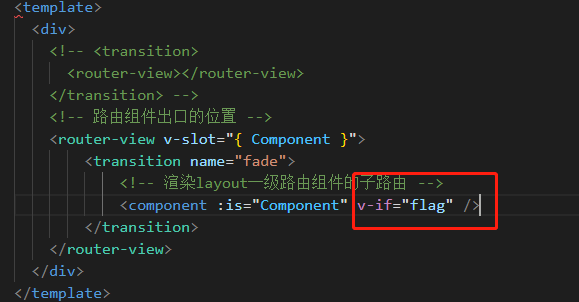 <template>
<div>
<!-- <transition>
<router-view></router-view>
</transition> -->
<!-- 路由组件出口的位置 -->
<router-view v-slot="{ Component }">
<transition name="fade">
<!-- 渲染layout一级路由组件的子路由 -->
<component :is="Component" v-if="flag" />
</transition>
</router-view>
</div>
</template>